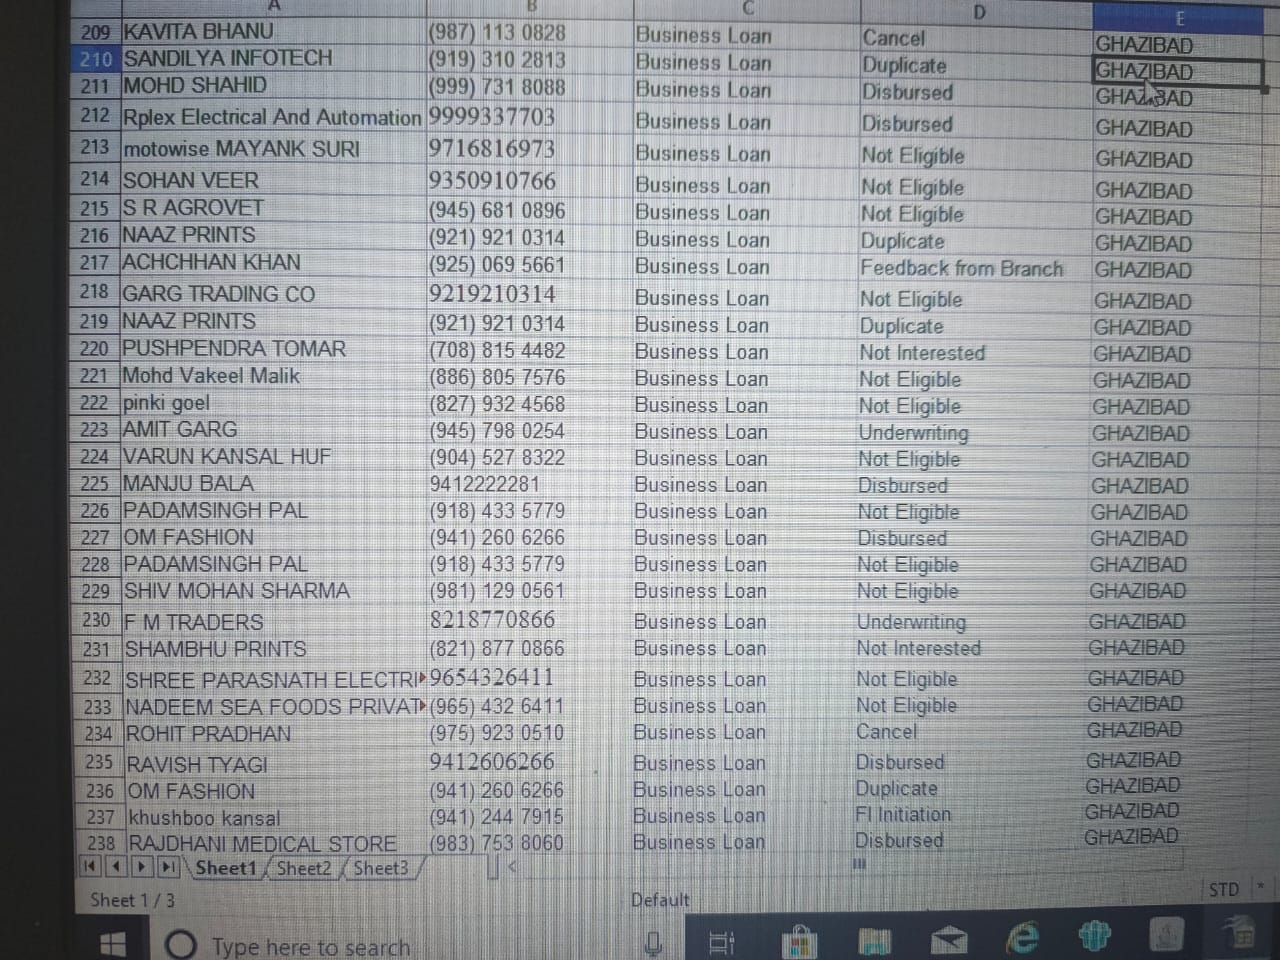 A B C D E
209 KAVITA BHANU (987) 113 0828 Business Loan Cancel GHAZIBAD
210 SANDILYA INFOTECH (919) 310 2813 Business Loan Duplicate GHAZIBAD
211 MOHD SHAHID (999) 731 8088 Business Loan Disbursed GHAZIBAD
212 Rplex Electrical And Automation 9999337703 Business Loan Disbursed GHAZIBAD
213 motowise MAYANK SURI 9716816973 Business Loan Not Eligible GHAZIBAD
214 SOHAN VEER 9350910766 Business Loan Not Eligible GHAZIBAD
215 S R AGROVET (945) 681 0896 Business Loan Not Eligible GHAZIBAD
216 NAAZ PRINTS (921) 921 0314 Business Loan Duplicate GHAZIBAD
217 ACHCHHAN KHAN (925) 069 5661 Business Loan Feedback from Branch GHAZIBAD
218 GARG TRADING CO 9219210314 Business Loan Not Eligible GHAZIBAD
219 NAAZ PRINTS (921) 921 0314 Business Loan Duplicate GHAZIBAD
220 PUSHPENDRA TOMAR (708) 815 4482 Business Loan Not Interested GHAZIBAD
221 Mohd Vakeel Malik (886) 805 7576 Business Loan Not Eligible GHAZIBAD
222 pinki goel (827) 932 4568 Business Loan Not Eligible GHAZIBAD
223 AMIT GARG (945) 798 0254 Business Loan Underwriting GHAZIBAD
224 VARUN KANSAL HUF (904) 527 8322 Business Loan Not Eligible GHAZIBAD
225 MANJU BALA 9412222281 Business Loan Disbursed GHAZIBAD
226 PADAMSINGH PAL (918) 433 5779 Business Loan Not Eligible GHAZIBAD
227 OM FASHION (941) 260 6266 Business Loan Disbursed GHAZIBAD
228 PADAMSINGH PAL (918) 433 5779 Business Loan Not Eligible GHAZIBAD
229 SHIV MOHAN SHARMA (981) 129 0561 Business Loan Not Eligible GHAZIBAD
230 F M TRADERS 8218770866 Business Loan Underwriting GHAZIBAD
231 SHAMBHU PRINTS (821) 877 0866 Business Loan Not Interested GHAZIBAD
232 SHREE PARASNATH ELECTRI 9654326411 Business Loan Not Eligible GHAZIBAD
233 NADEEM SEA FOODS PRIVAT (965) 432 6411 Business Loan Not Eligible GHAZIBAD
234 ROHIT PRADHAN (975) 923 0510 Business Loan Cancel GHAZIBAD
235 RAVISH TYAGI 9412606266 Business Loan Disbursed GHAZIBAD
236 OM FASHION (941) 260 6266 Business Loan Duplicate GHAZIBAD
237 khushboo kansal (941) 244 7915 Business Loan FI Initiation GHAZIBAD
238 RAJDHANI MEDICAL STORE (983) 753 8060 Business Loan Disbursed GHAZIBAD
Sheet1 Sheet2 Sheet3
Sheet 1 / 3 Default STD *
Type here to search